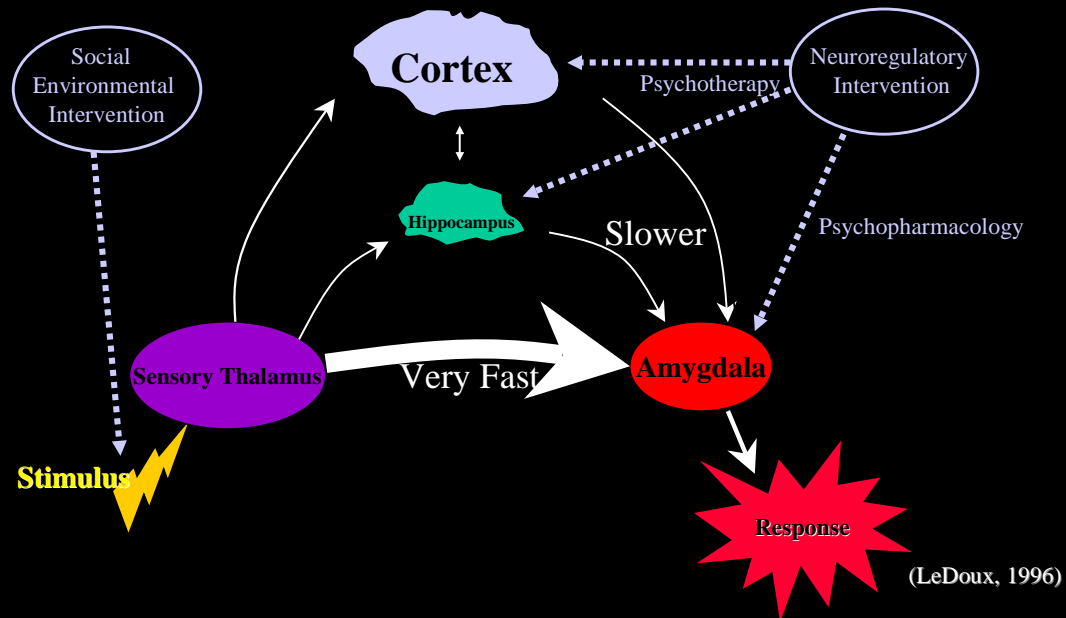 Social
Environmental
Intervention
Cortex
Neuroregulatory
Intervention
Psychotherapy
Hippocampus
Slower
Psychopharmacology
Sensory Thalamus
Very Fast
Amygdala
Stimulus
Response
(LeDoux, 1996)